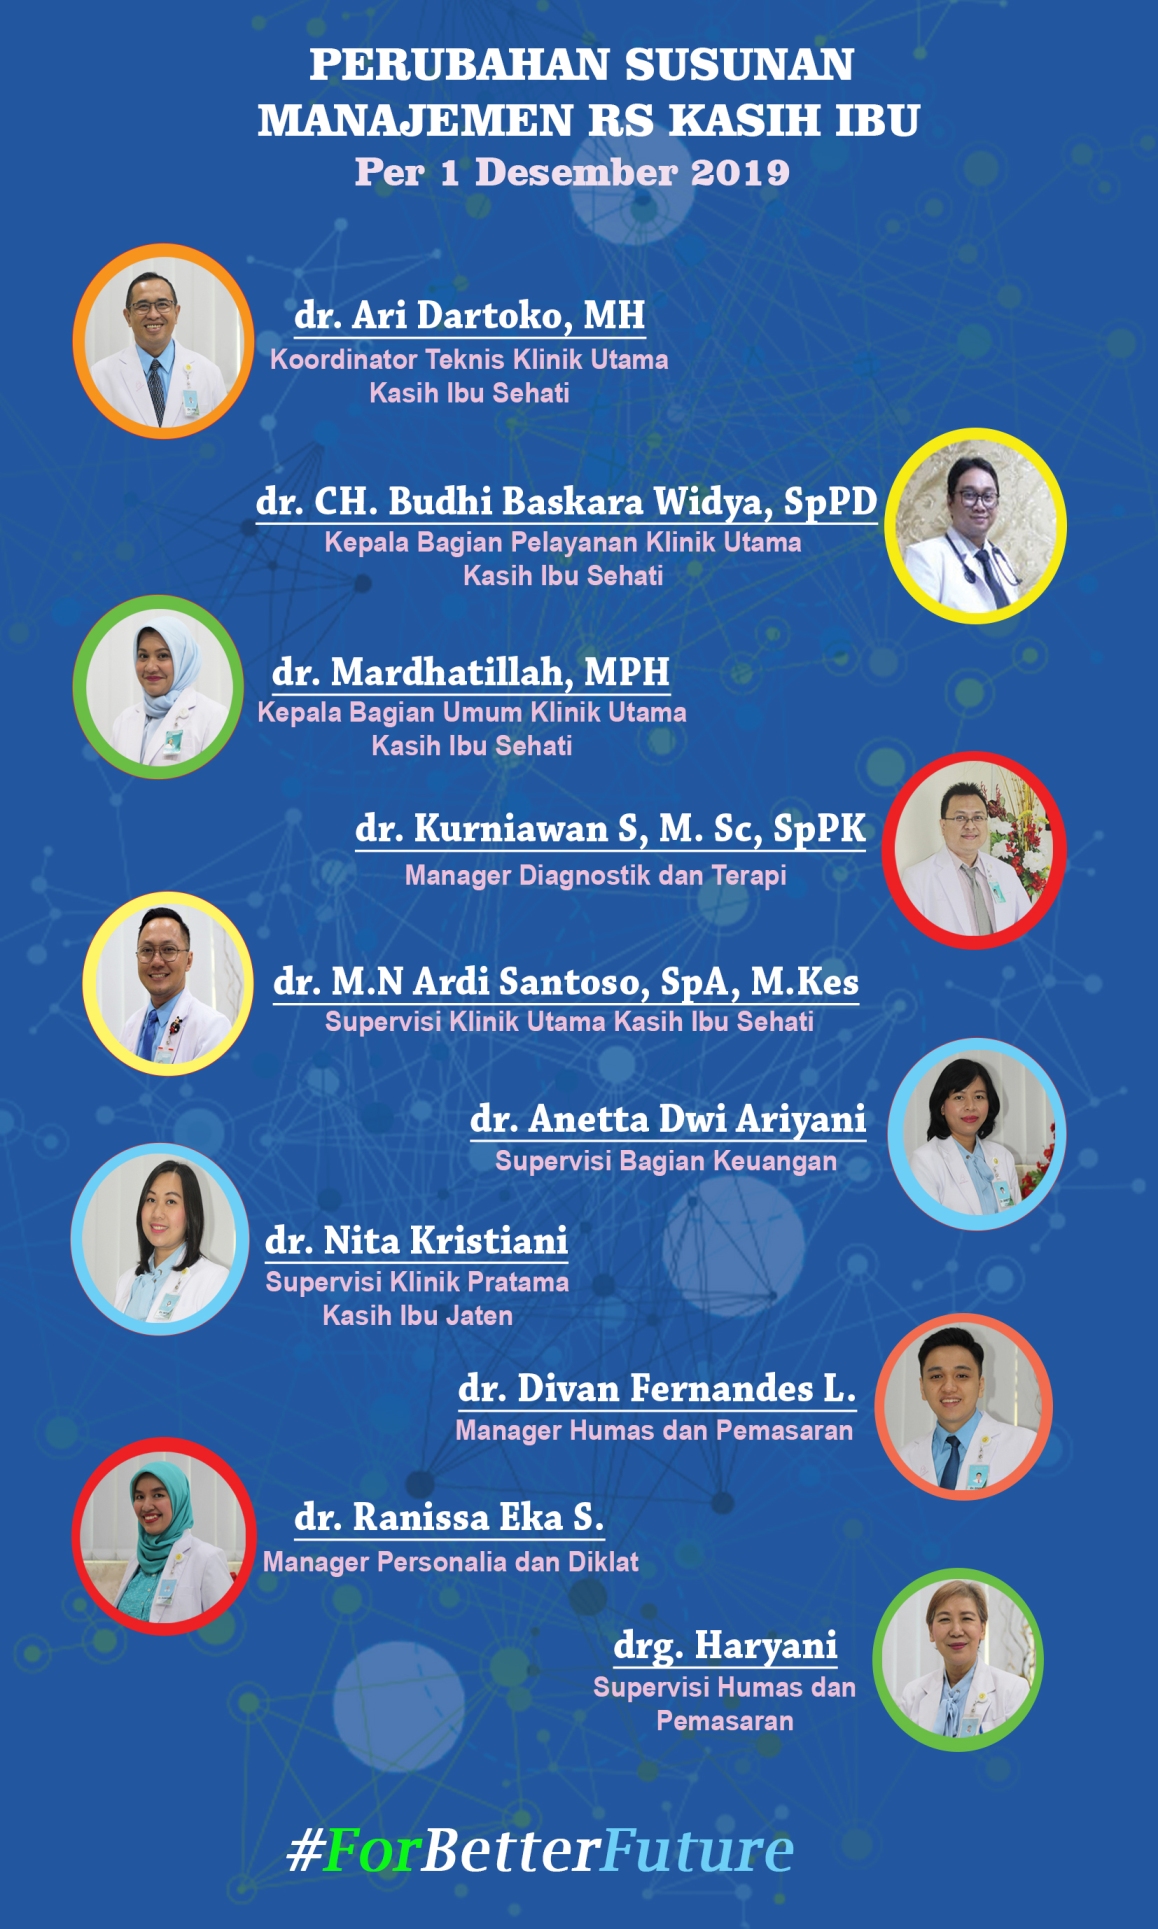 PERUBAHAN SUSUNAN
MANAJEMEN RS KASIH IBU
Per 1 Desember 2019
dr. Ari Dartoko, MH
Koordinator Teknis Klinik Utama
Kasih Ibu Sehati
dr. CH. Budhi Baskara Widya, SpPD
Kepala Bagian Pelayanan Klinik Utama
Kasih Ibu Sehati
dr. Mardhatillah, MPH
Kepala Bagian Umum Klinik Utama
Kasih Ibu Sehati
dr. Kurniawan S, M. Sc, SpPK
Manager Diagnostik dan Terapi
dr. M.N Ardi Santoso, SpA, M.Kes
Supervisi Klinik Utama Kasih Ibu Sehati
dr. Anetta Dwi Ariyani
Supervisi Bagian Keuangan
dr. Nita Kristiani
Supervisi Klinik Pratama
Kasih Ibu Jaten
dr. Divan Fernandes L.
Manager Humas dan Pemasaran
dr. Ranissa Eka S.
Manager Personalia dan Diklat
drg. Haryani
Supervisi Humas dan
Pemasaran
#ForBetterFuture